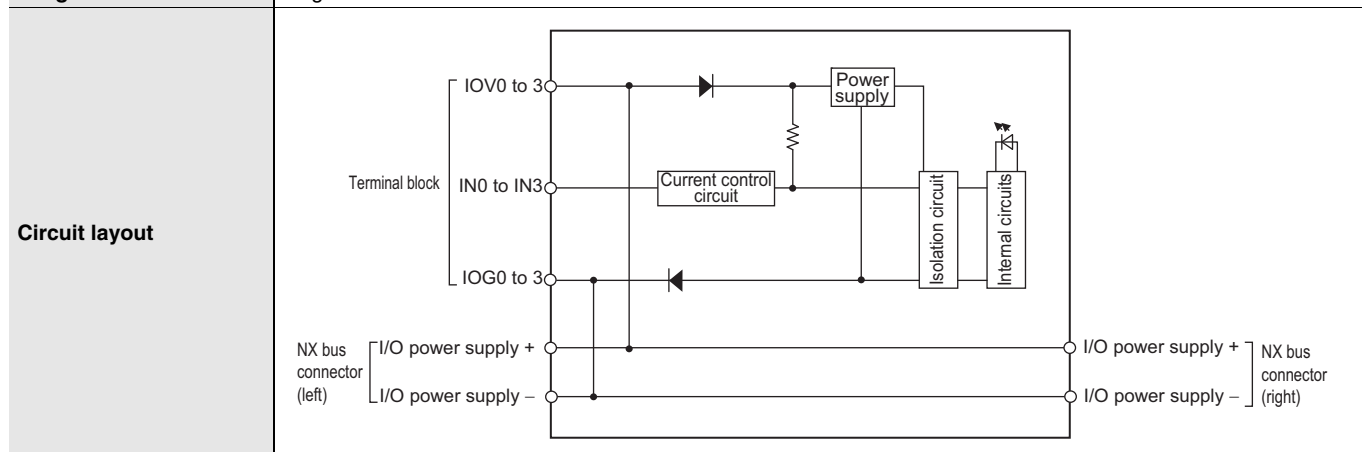 Circuit layout
IOV0 to 3
Power
supply
Terminal block
IN0 to IN3
Current control
circuit
Isolation circuit
Internal circuits
IOG0 to 3
NX bus
connector
(left)
I/O power supply +
I/O power supply −
I/O power supply +
I/O power supply −
NX bus
connector
(right)